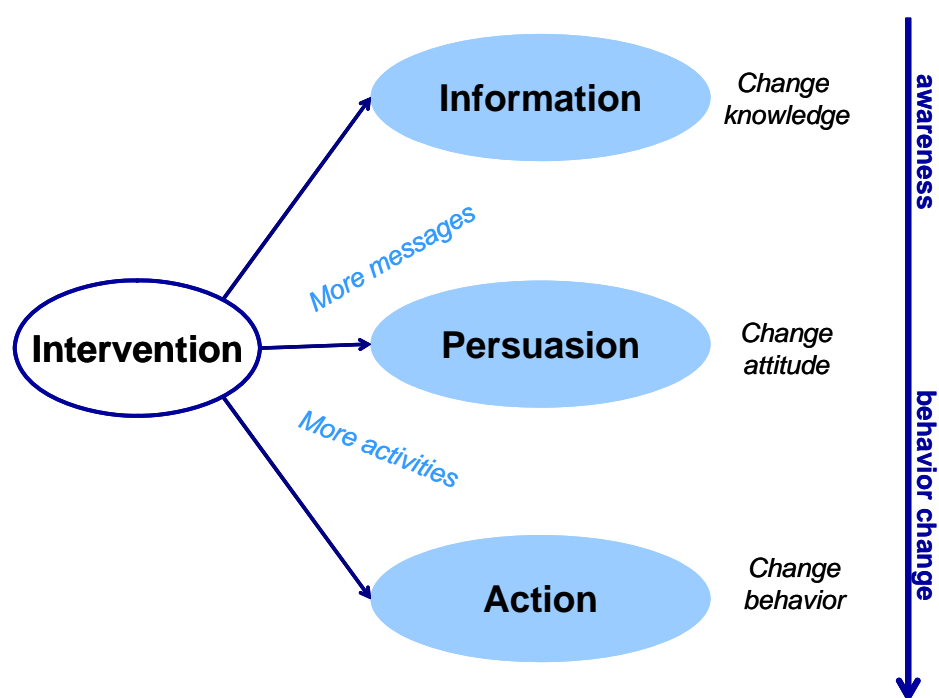 Information
Change
knowledge
awareness
More messages
Intervention
Persuasion
Change
attitude
More activities
behavior change
Action
Change
behavior